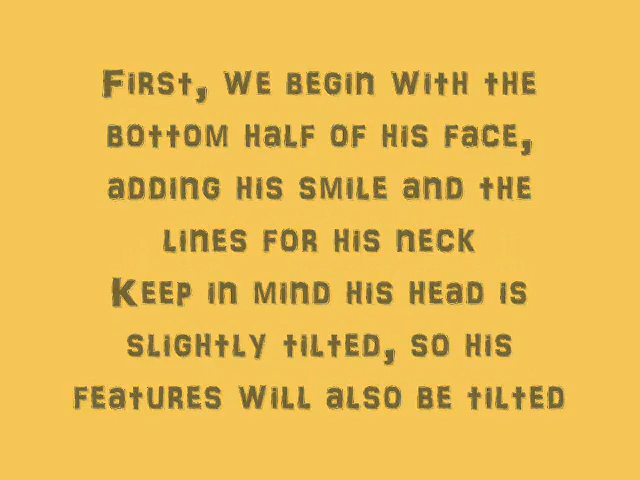 First, we begin with the
bottom half of his face,
adding his smile and the
lines for his neck
Keep in mind his head is
slightly tilted, so his
features will also be tilted